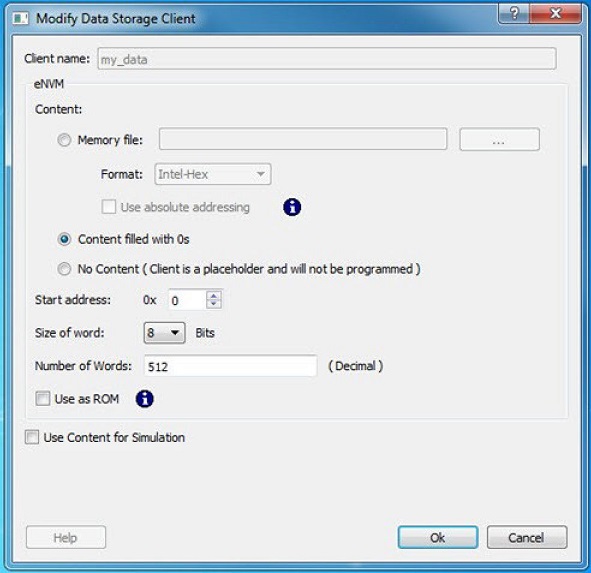 Modify Data Storage Client
?
Client name: my_data
eNVM
Content:
Memory file: ...
Format: Intel-Hex
Use absolute addressing i
Content filled with 0s
No Content ( Client is a placeholder and will not be programmed )
Start address: 0x 0
Size of word: 8 Bits
Number of Words: 512 ( Decimal )
Use as ROM i
Use Content for Simulation
Help Ok Cancel